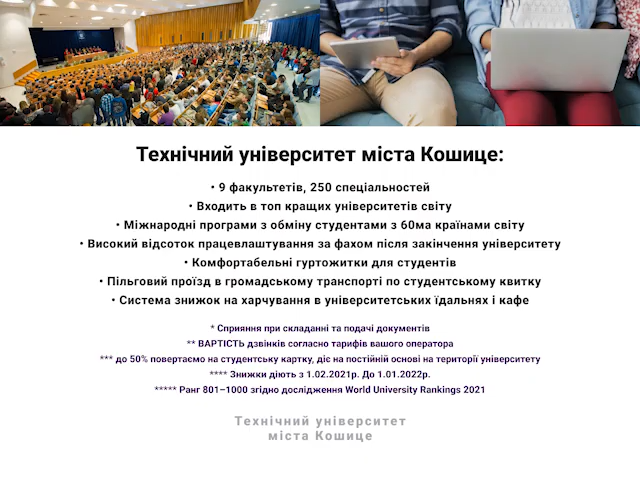 Технічний університет міста Кошице:
• 9 факультетів, 250 спеціальностей
• Входить в топ кращих університетів світу
• Міжнародні програми з обміну студентами з 60ма країнами світу
• Високий відсоток працевлаштування за фахом після закінчення університету
• Комфортабельні гуртожитки для студентів
• Пільговий проїзд в громадському транспорті по студентському квитку
• Система знижок на харчування в університетських їдальнях і кафе
* Сприяння при складанні та подачі документів
** ВАРТІСТЬ дзвінків согласно тарифів вашого оператора
*** до 50% повертаємо на студентську картку, діє на постійній основі на території університету
**** Знижки діють з 1.02.2021р. До 1.01.2022р.
***** Ранг 801–1000 згідно дослідження World University Rankings 2021
Технічний університет
міста Кошице